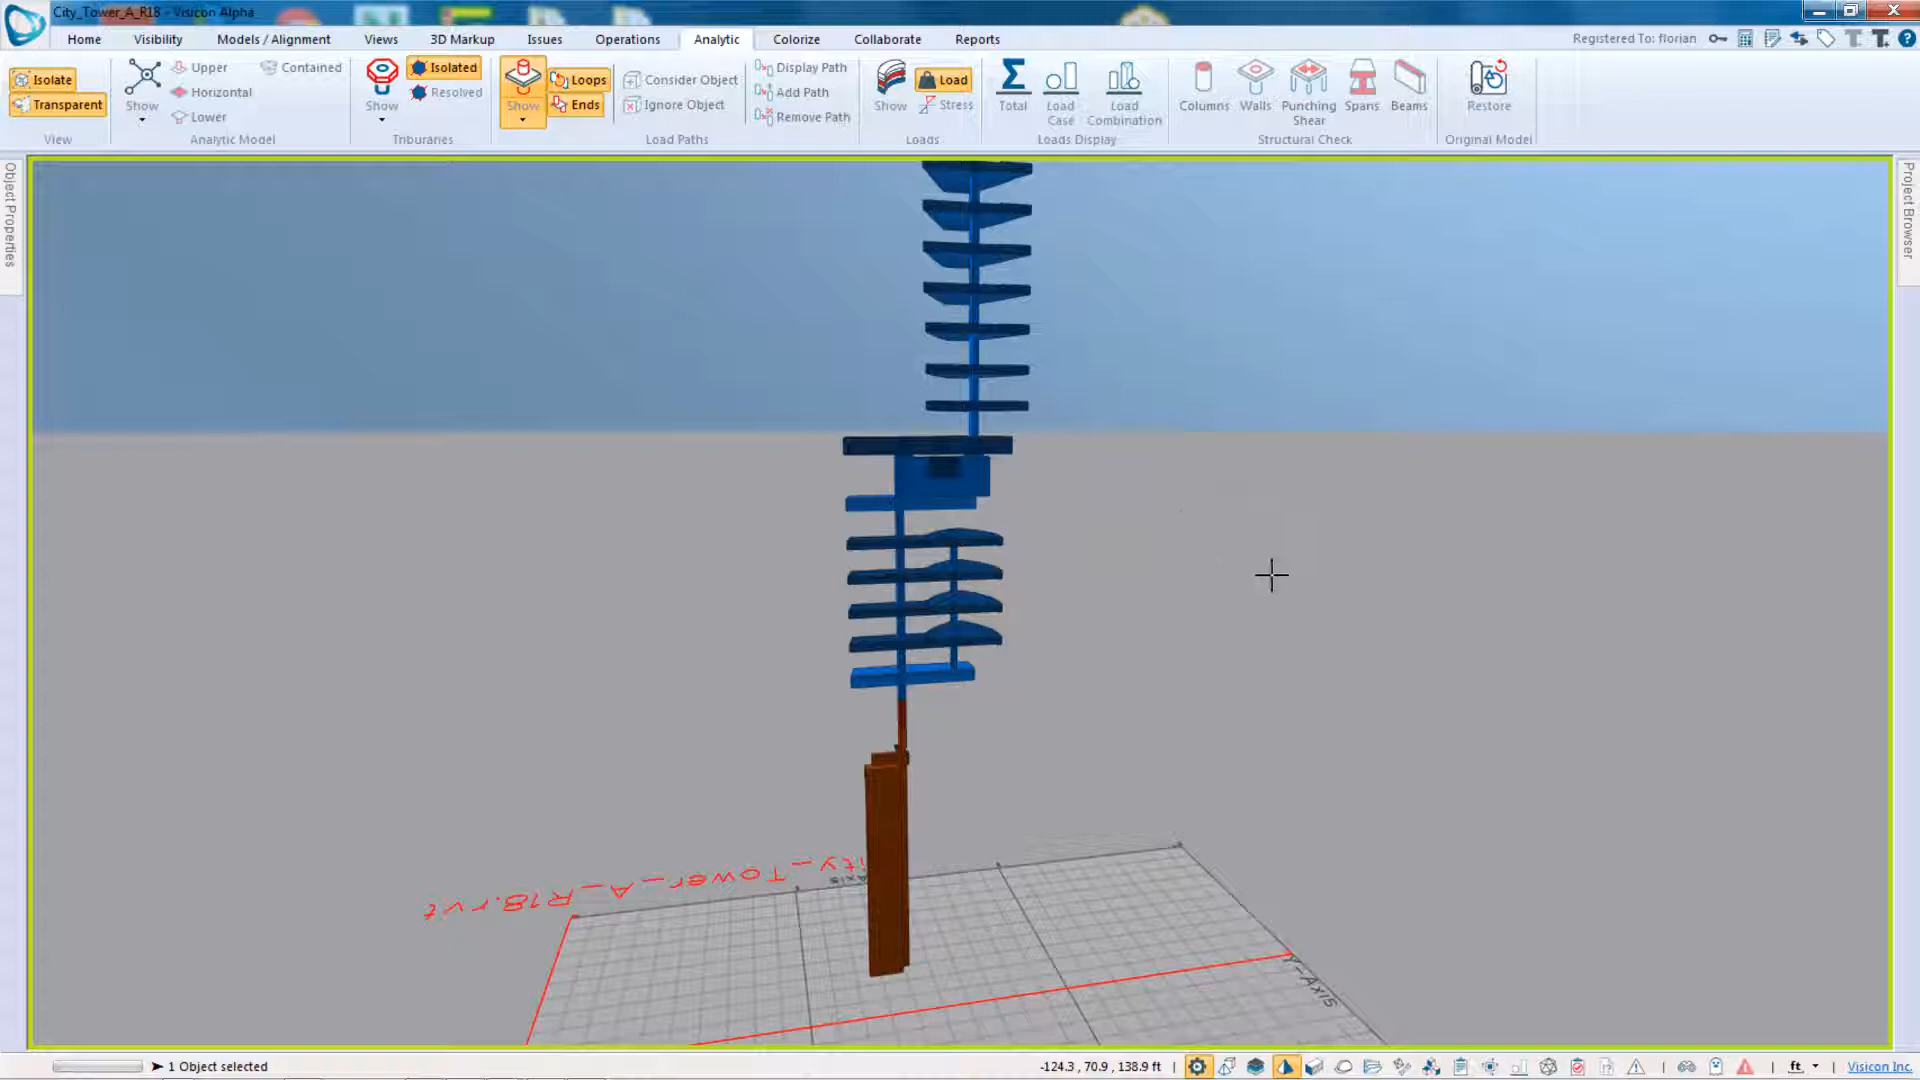 City_Tower_A_R18 - Visicon Alpha
Home Visibility Models / Alignment Views 3D Markup Issues Operations Analytic Colorize Collaborate Reports Registered To: florian
Isolate
Transparent
View
Show
Upper
Horizontal
Lower
Contained
Analytic Model
Show
Isolated
Resolved
Tributaries
Show
Loops
Ends
Consider Object
Ignore Object
Display Path
Add Path
Remove Path
Load Paths
Show
Load
Stress
Loads
Total
Load Case
Load Combination
Loads Display
Columns
Walls
Punching Shear
Spans
Beams
Structural Check
Restore
Original Model
Object Properties
Project Browser
City_Tower_A_R18.rvt
Y-Axis
1 Object selected
-124.3 , 70.9 , 138.9 ft
ft
Visicon Inc.